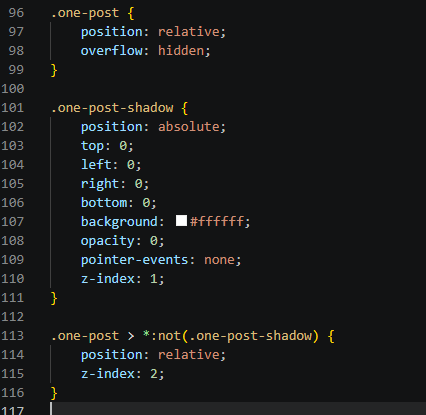 96 .one-post {
97     position: relative;
98     overflow: hidden;
99 }
100
101 .one-post-shadow {
102     position: absolute;
103     top: 0;
104     left: 0;
105     right: 0;
106     bottom: 0;
107     background: #ffffff;
108     opacity: 0;
109     pointer-events: none;
110     z-index: 1;
111 }
112
113 .one-post > *:not(.one-post-shadow) {
114     position: relative;
115     z-index: 2;
116 }
117